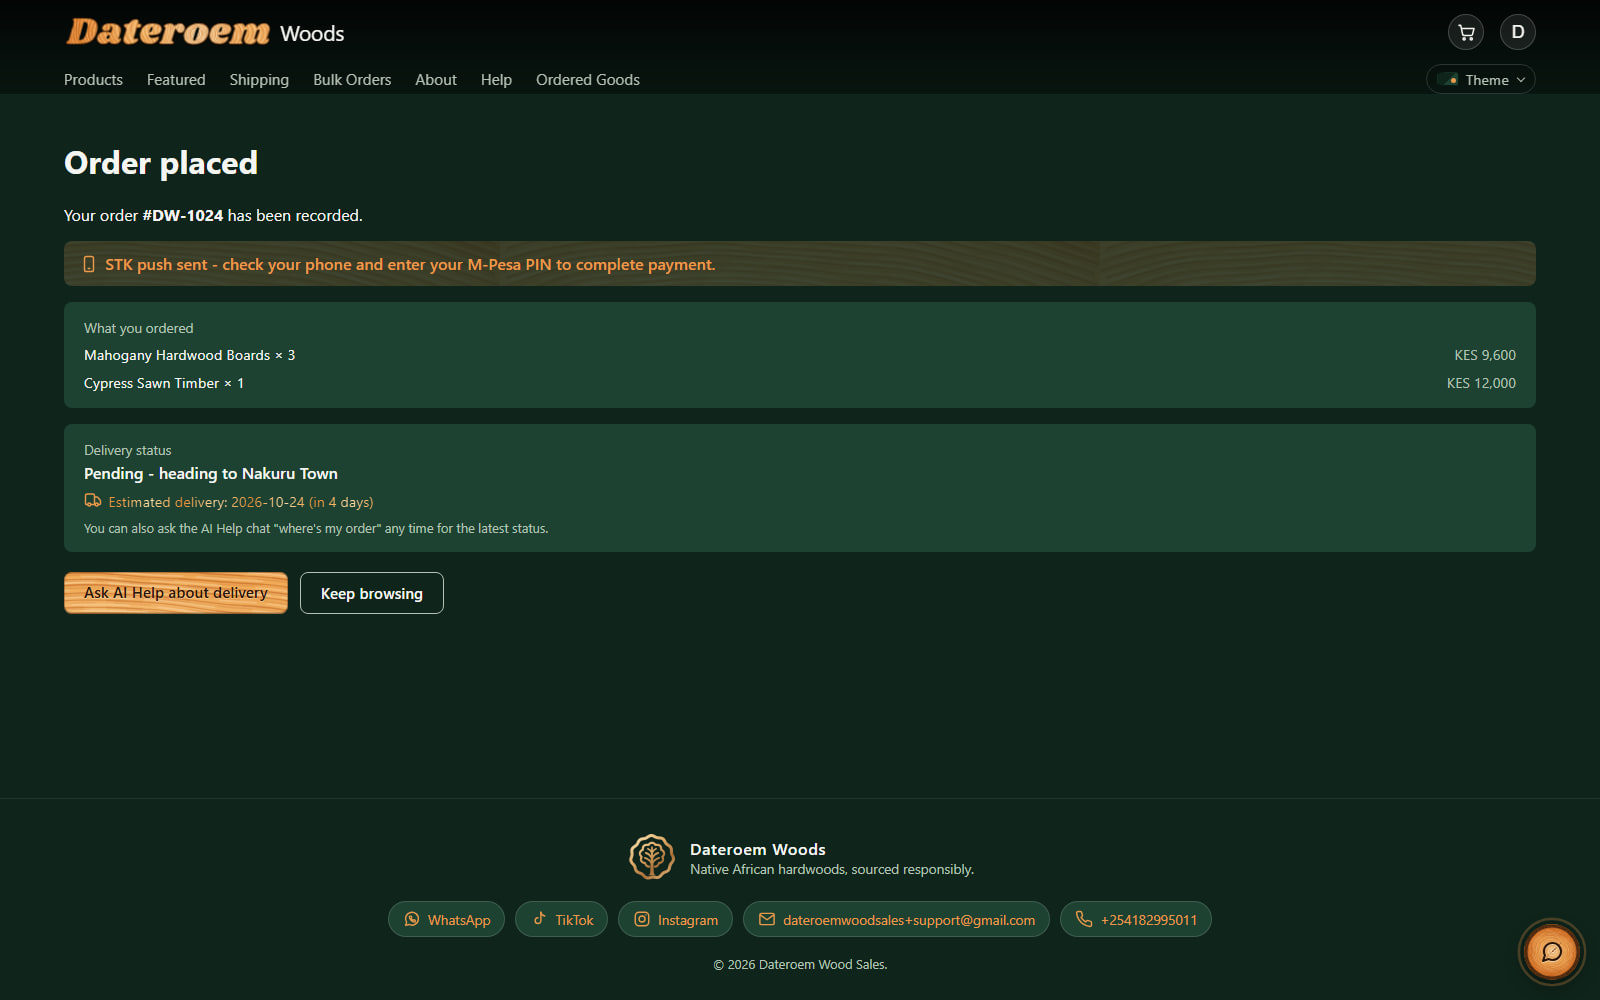 Dateroem Woods
D
Products Featured Shipping Bulk Orders About Help Ordered Goods
Theme
Order placed
Your order #DW-1024 has been recorded.
STK push sent - check your phone and enter your M-Pesa PIN to complete payment.
What you ordered
Mahogany Hardwood Boards × 3 KES 9,600
Cypress Sawn Timber × 1 KES 12,000
Delivery status
Pending - heading to Nakuru Town
Estimated delivery: 2026-10-24 (in 4 days)
You can also ask the AI Help chat "where's my order" any time for the latest status.
Ask AI Help about delivery Keep browsing
Dateroem Woods
Native African hardwoods, sourced responsibly.
WhatsApp TikTok Instagram dateroemwoodsales+support@gmail.com +254182995011
© 2026 Dateroem Wood Sales.